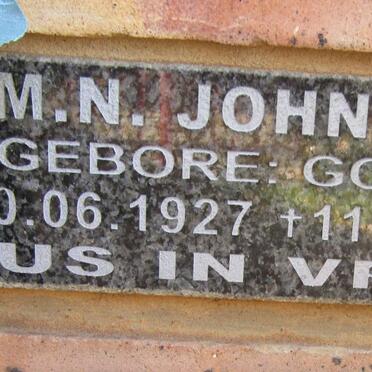 M.N. JOHN
GEBORE: GO
0.06.1927 +11
US IN VR